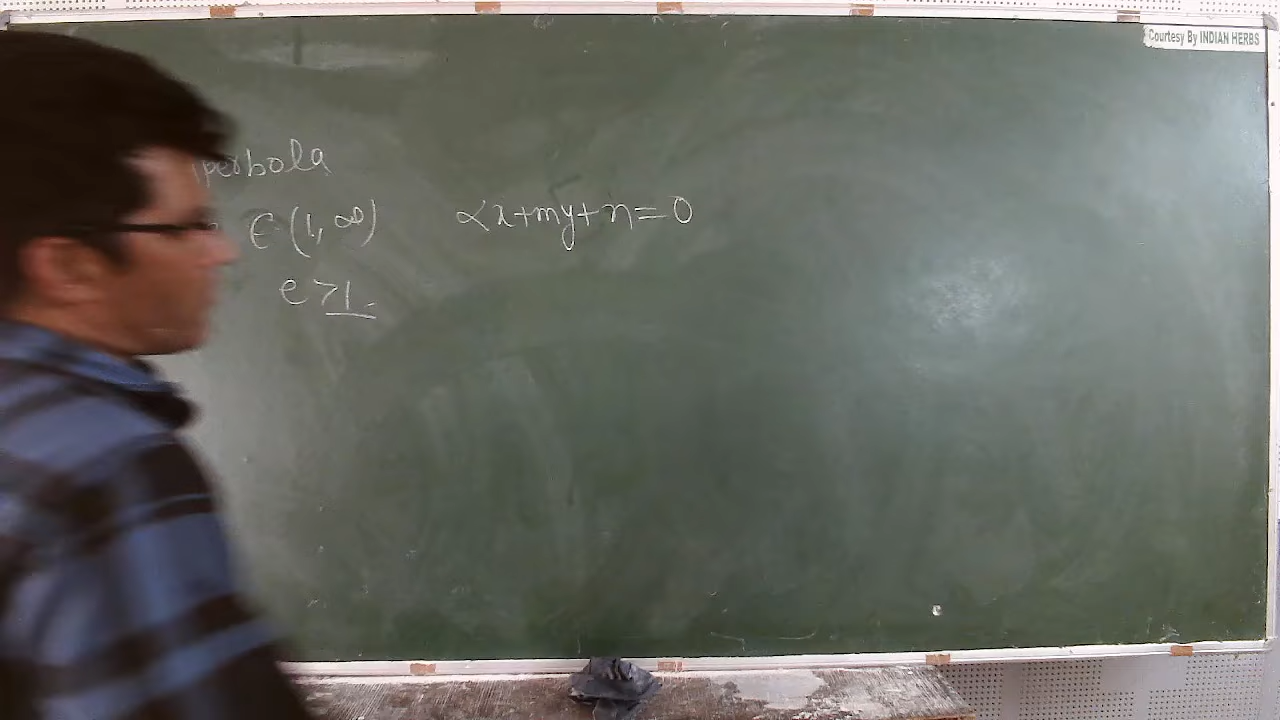 Courtesy By INDIAN HERBS
perbola
∈ (1, ∞) αx+my+n=0
e >1.